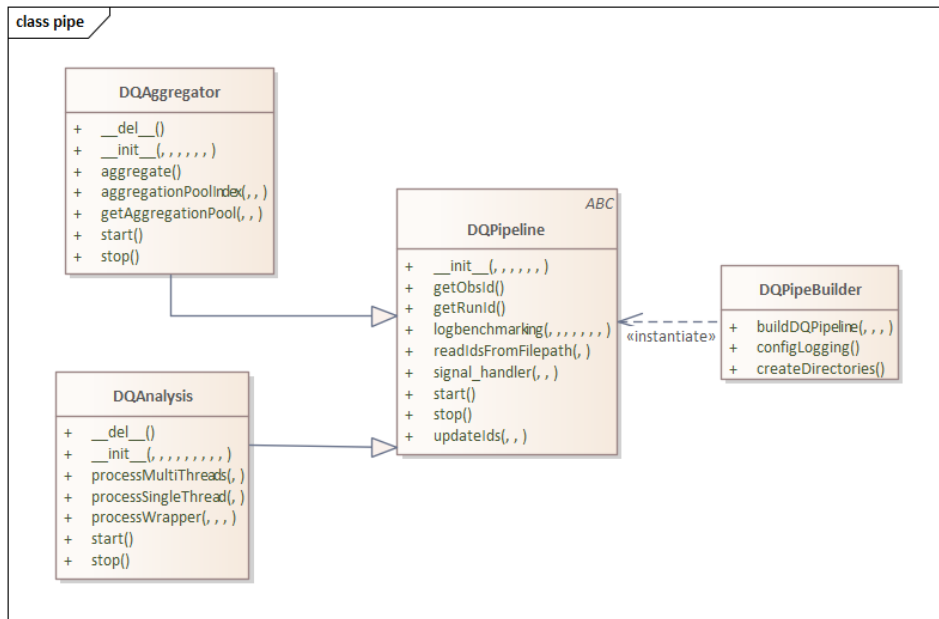 class pipe
DQAggregator
+ __del__()
+ __init__(, , , , , , )
+ aggregate()
+ aggregationPoolIndex(, , )
+ getAggregationPool(, , )
+ start()
+ stop()
ABC
DQPipeline
+ __init__(, , , , , , )
+ getObsId()
+ getRunId()
+ logbenchmarking(, , , , , , , )
+ readIdsFromFilepath(, )
+ signal_handler(, , )
+ start()
+ stop()
+ updateIds(, , )
DQPipeBuilder
+ buildDQPipeline(, , , )
+ configLogging()
+ createDirectories()
«instantiate»
DQAnalysis
+ __del__()
+ __init__(, , , , , , , , , , )
+ processMultiThreads(, )
+ processSingleThread(, )
+ processWrapper(, , , )
+ start()
+ stop()